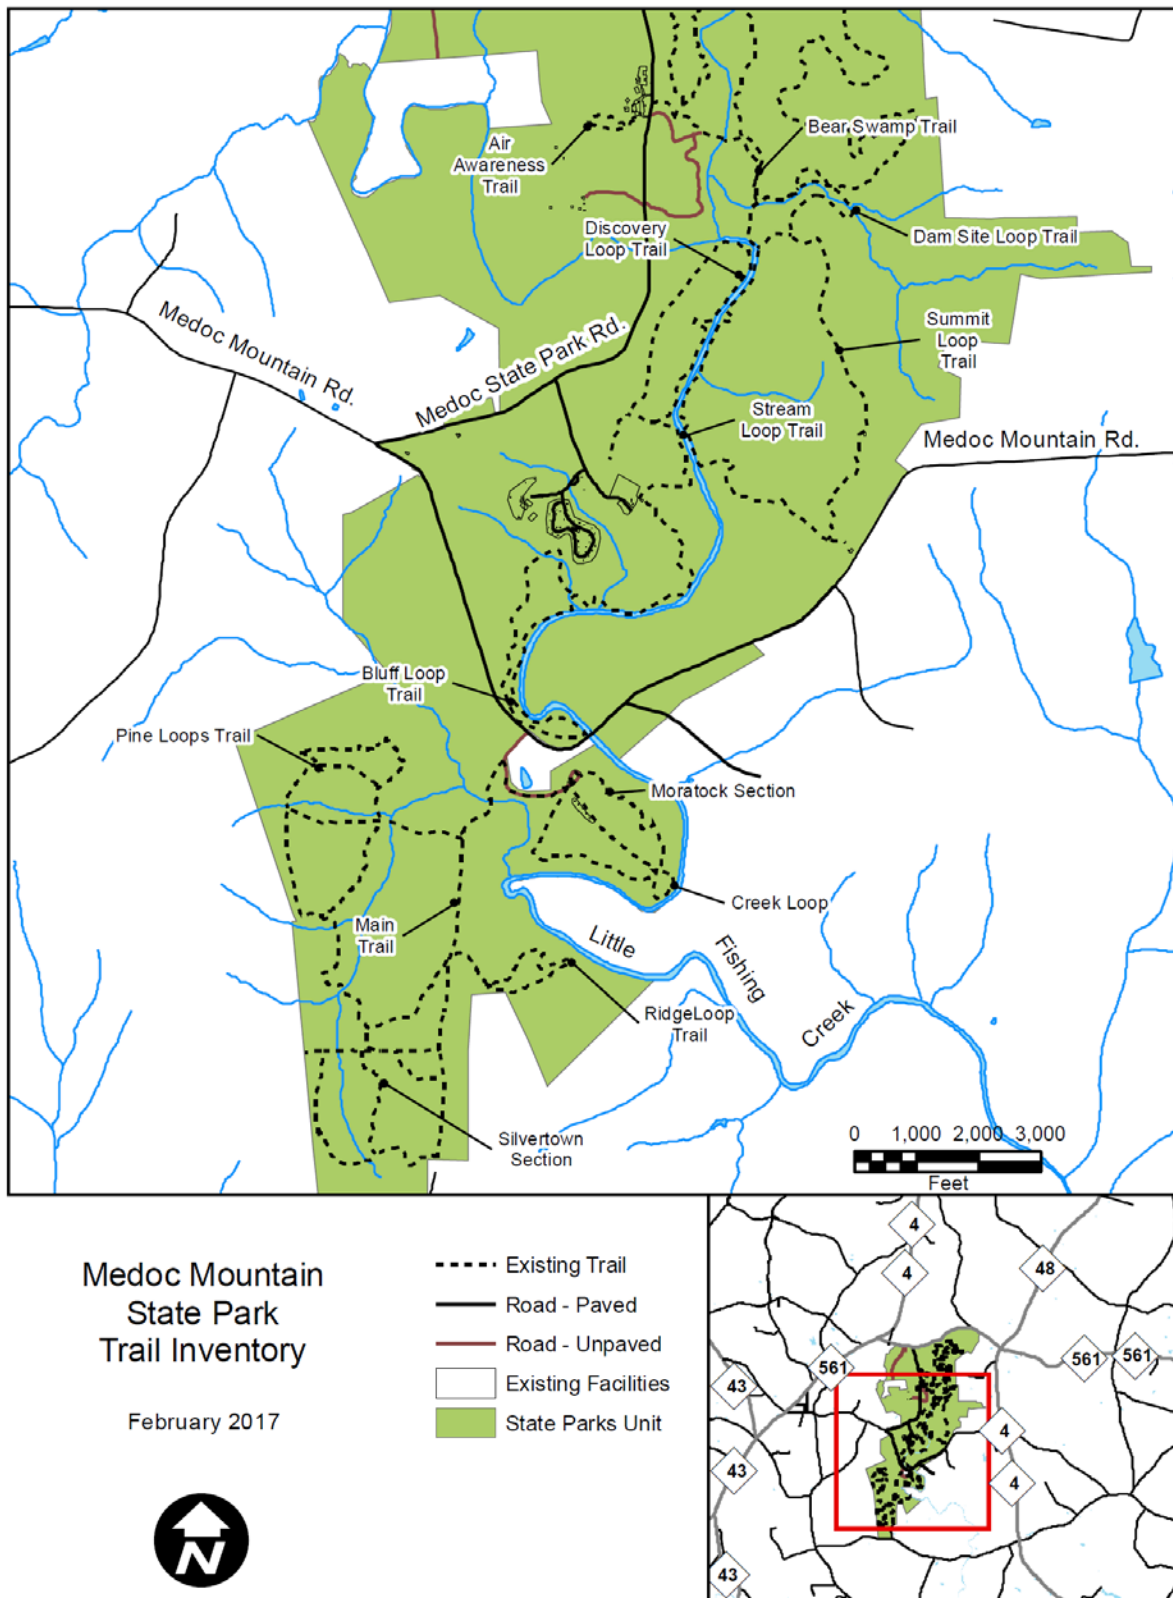 Bear Swamp Trail
Air
Awareness
Trail
Discovery
Loop Trail
Dam Site Loop Trail
Medoc Mountain Rd.
Medoc State Park Rd.
Summit
Loop
Trail
Stream
Loop Trail
Medoc Mountain Rd.
Bluff Loop
Trail
Pine Loops Trail
Moratock Section
Creek Loop
Main
Trail
Little
Fishing
Creek
RidgeLoop
Trail
Silvertown
Section
0 1,000 2,000 3,000
Feet
Medoc Mountain
State Park
Trail Inventory
February 2017
N
Existing Trail
Road - Paved
Road - Unpaved
Existing Facilities
State Parks Unit
4
4
48
561
561
561
43
4
43
4
43